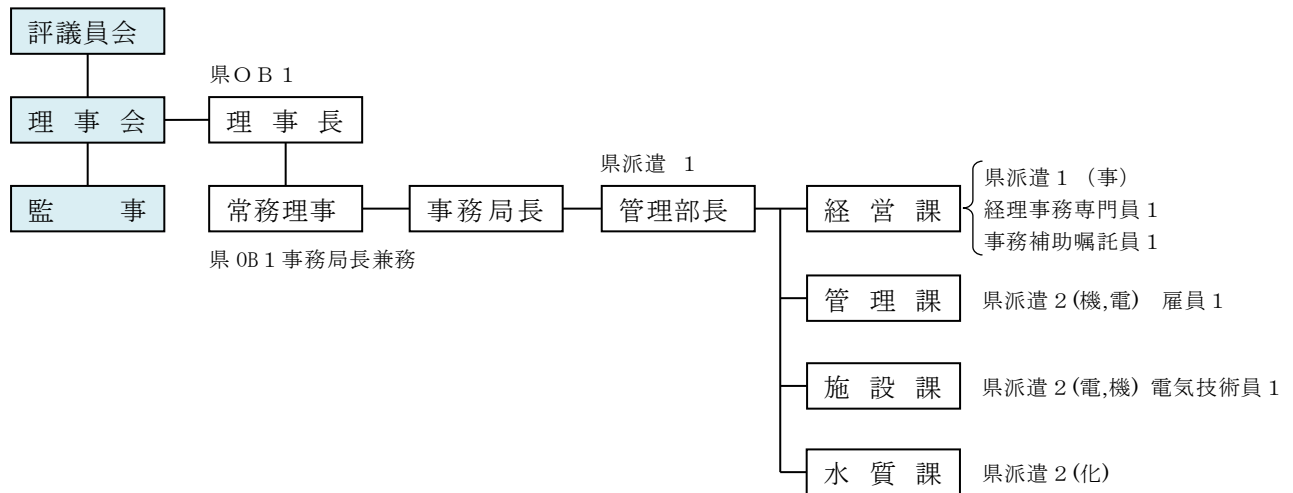 評議員会
県ＯＢ１
理事会
理事長
県派遣 １
監事
常務理事
事務局長
管理部長
経営課
県派遣１（事）
経理事務専門員１
事務補助嘱託員１
県OB１事務局長兼務
管理課
県派遣２(機,電) 雇員１
施設課
県派遣２(電,機) 電気技術員１
水質課
県派遣２(化)